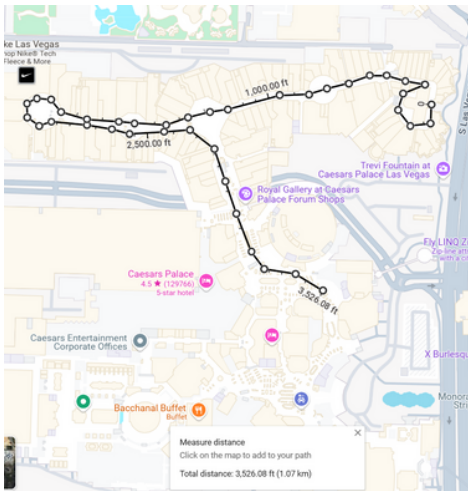 ke Las Vegas
hop Nike® Tech
Fleece & More
1,000.00 ft
2,500.00 ft
S Las
Trevi Fountain at
Caesars Palace Las Vegas
Royal Gallery at Caesars
Palace Forum Shops
Fly LINQ Zi
Zip-line att
with a c
Caesars Palace
4.5 ★ (129766)
5-star hotel
3,526.08 ft
Caesars Entertainment
Corporate Offices
X Burlesqu
Bacchanal Buffet
Buffet
Monora
Stri
Measure distance
Click on the map to add to your path
Total distance: 3,526.08 ft (1.07 km)